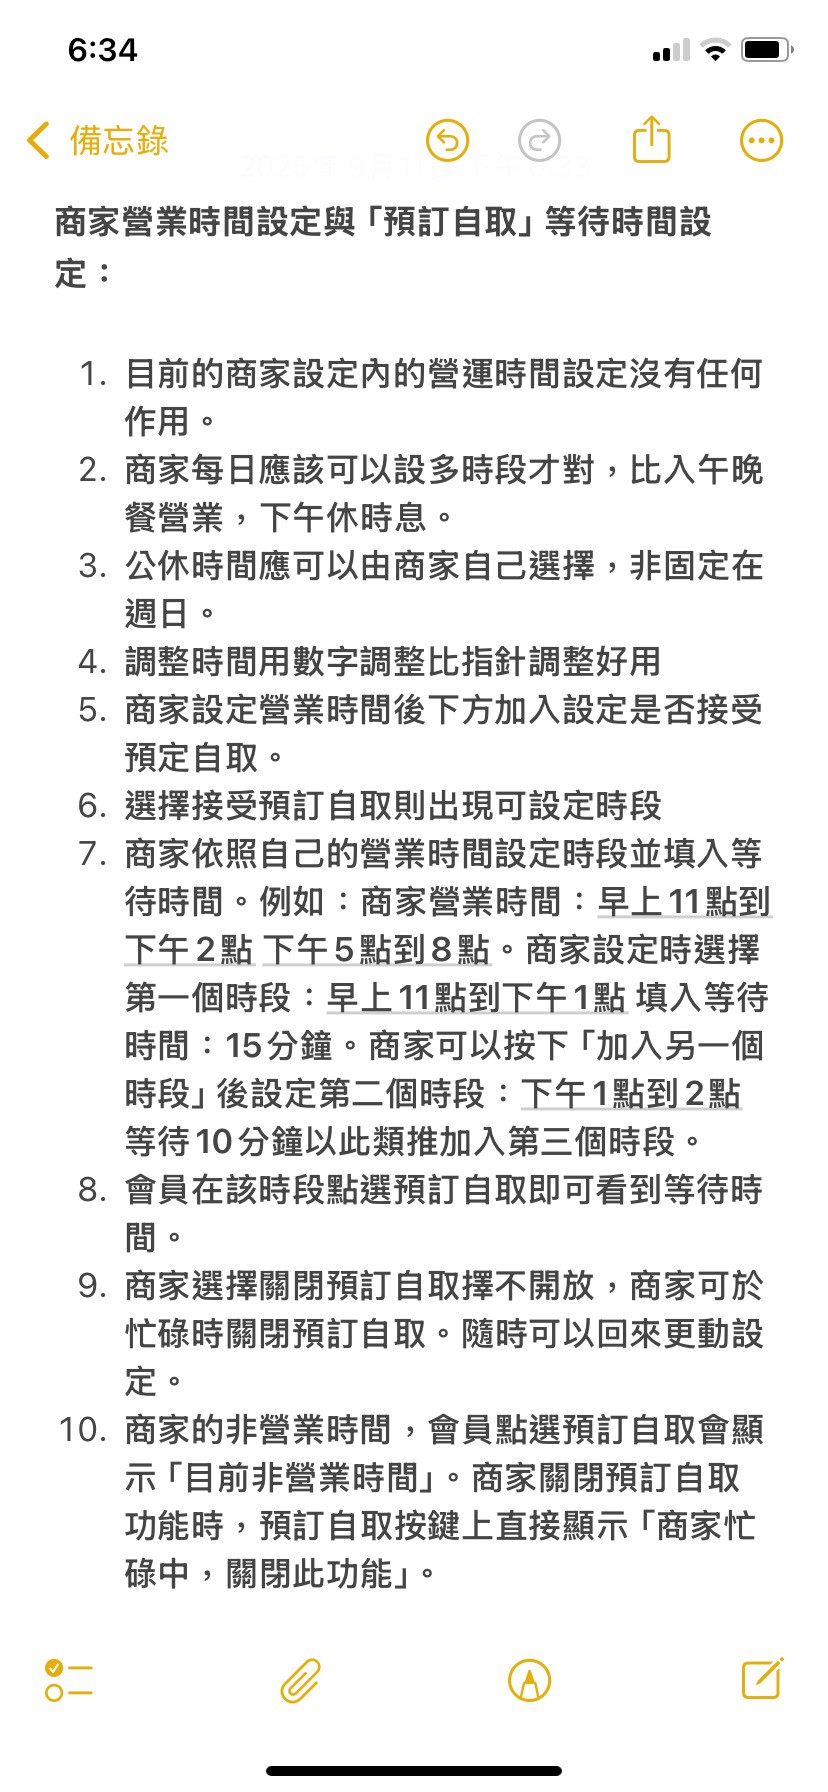 6:34
備忘錄
商家營業時間設定與「預訂自取」等待時間設
定：
1. 目前的商家設定內的營運時間設定沒有任何
作用。
2. 商家每日應該可以設多時段才對，比入午晚
餐營業，下午休時息。
3. 公休時間應可以由商家自己選擇，非固定在
週日。
4. 調整時間用數字調整比指針調整好用
5. 商家設定營業時間後下方加入設定是否接受
預定自取。
6. 選擇接受預訂自取則出現可設定時段
7. 商家依照自己的營業時間設定時段並填入等
待時間。例如：商家營業時間：早上11點到
下午2點 下午5點到8點。商家設定時選擇
第一個時段：早上11點到下午1點 填入等待
時間：15分鐘。商家可以按下「加入另一個
時段」後設定第二個時段：下午1點到2點
等待10分鐘以此類推加入第三個時段。
8. 會員在該時段點選預訂自取即可看到等待時
間。
9. 商家選擇關閉預訂自取擇不開放，商家可於
忙碌時關閉預訂自取。隨時可以回來更動設
定。
10. 商家的非營業時間，會員點選預訂自取會顯
示「目前非營業時間」。商家關閉預訂自取
功能時，預訂自取按鍵上直接顯示「商家忙
碌中，關閉此功能」。